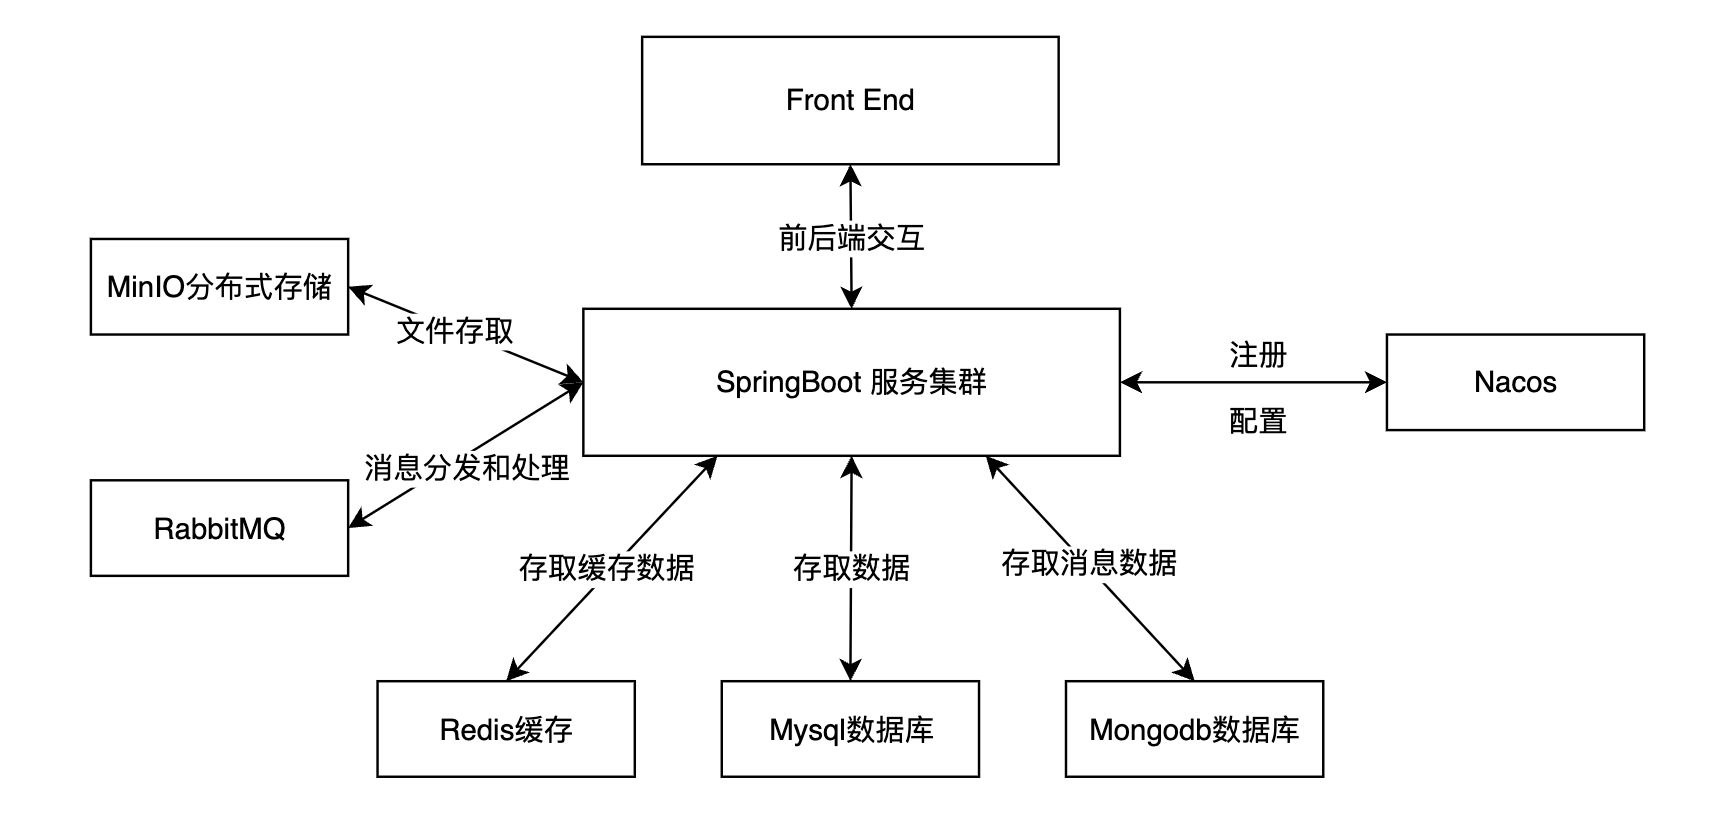 Front End
前后端交互
MinIO分布式存储
文件存取
SpringBoot 服务集群
注册
配置
Nacos
消息分发和处理
RabbitMQ
存取缓存数据
存取数据
存取消息数据
Redis缓存
Mysql数据库
Mongodb数据库